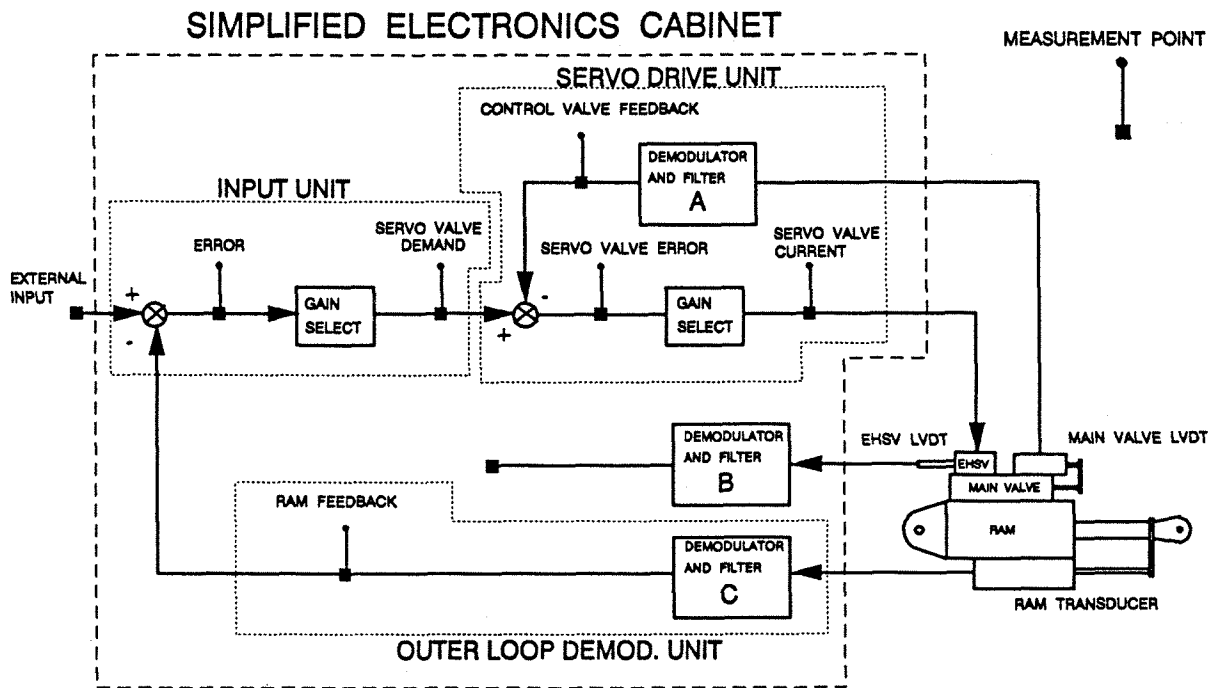 SIMPLIFIED ELECTRONICS CABINET
MEASUREMENT POINT
SERVO DRIVE UNIT
CONTROL VALVE FEEDBACK
DEMODULATOR
AND FILTER
A
INPUT UNIT
ERROR
SERVO VALVE
DEMAND
SERVO VALVE ERROR
SERVO VALVE
CURRENT
EXTERNAL
INPUT
+
-
GAIN
SELECT
+
-
GAIN
SELECT
DEMODULATOR
AND FILTER
B
EHSV LVDT
EHSV
MAIN VALVE LVDT
MAIN VALVE
RAM
RAM FEEDBACK
DEMODULATOR
AND FILTER
C
RAM TRANSDUCER
OUTER LOOP DEMOD. UNIT